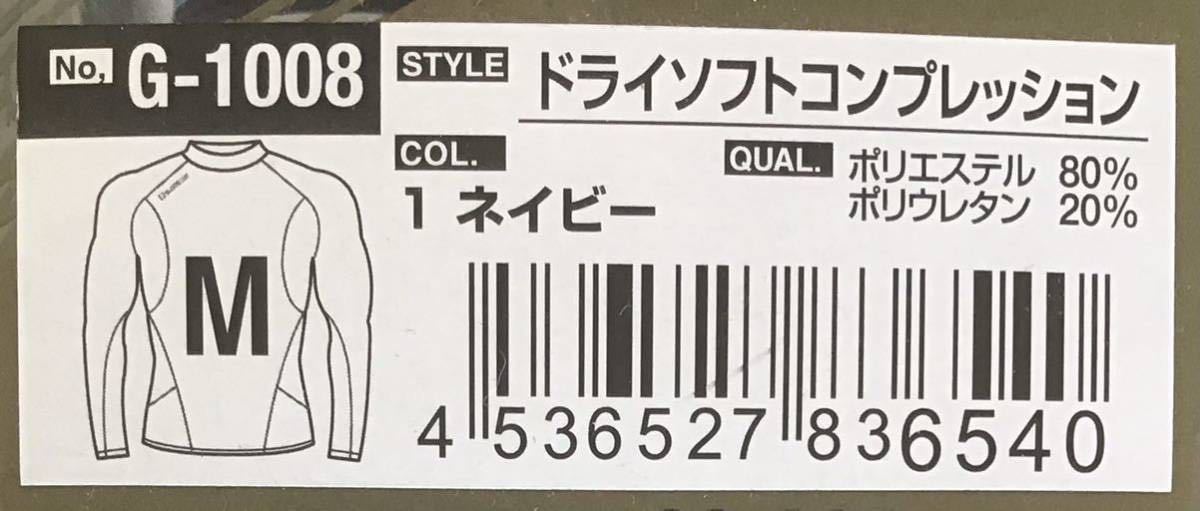 No, G-1008
STYLE ドライソフトコンプレッション
COL.
1 ネイビー
QUAL. ポリエステル 80%
ポリウレタン 20%
M
4 536527 836540